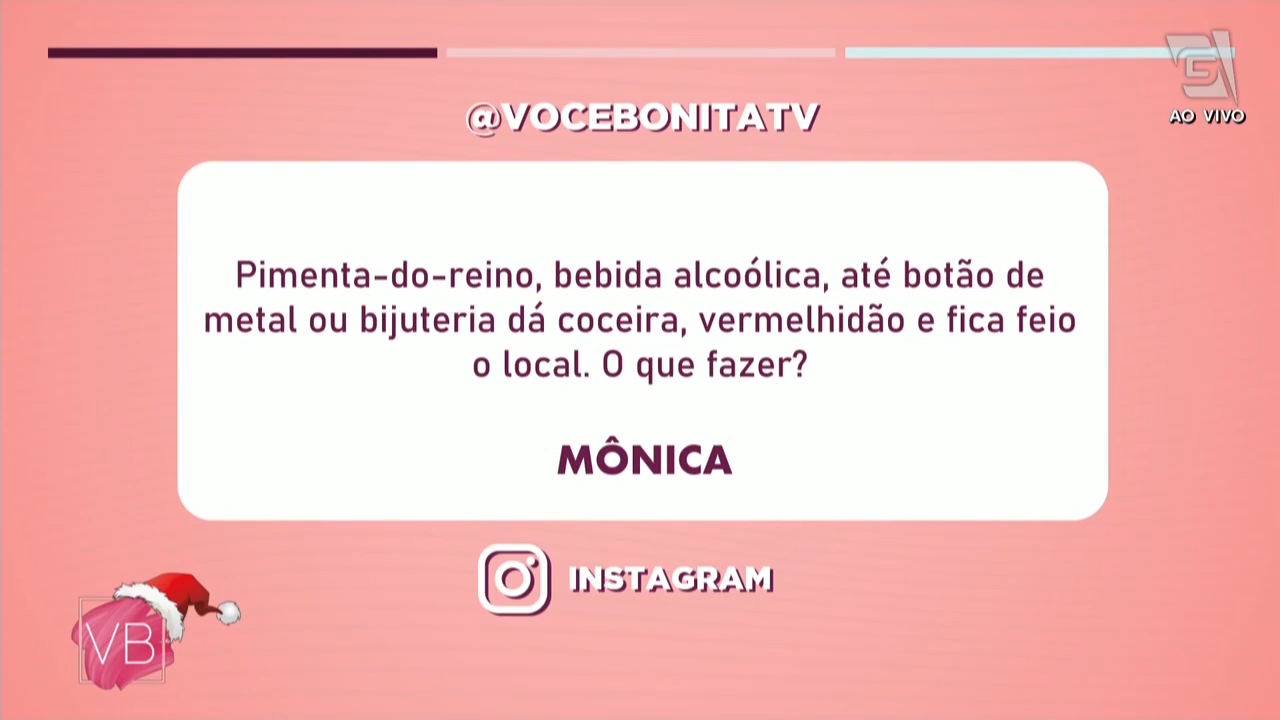 AO VIVO
@VOCEBONITATV
Pimenta-do-reino, bebida alcoólica, até botão de
metal ou bijuteria dá coceira, vermelhidão e fica feio
o local. O que fazer?
MÔNICA
INSTAGRAM
VB